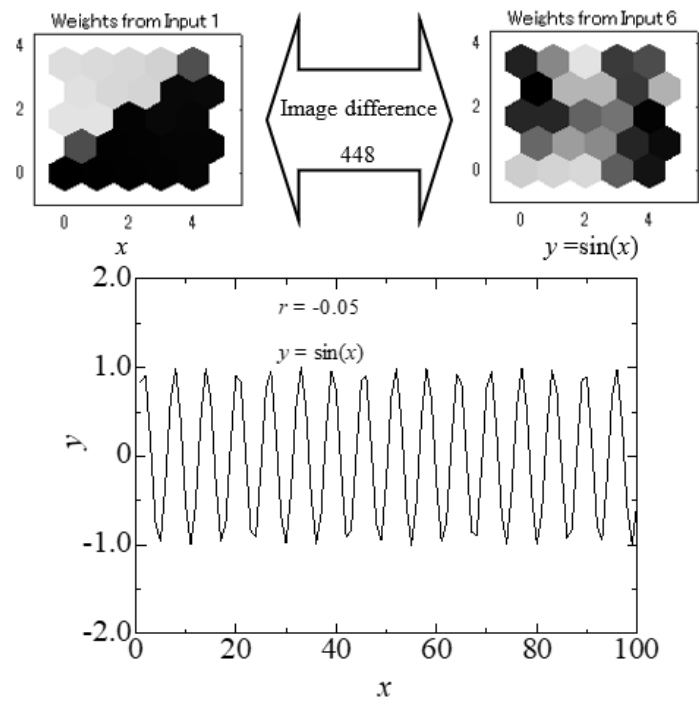 Weights from Input 1
Weights from Input 6
4
2
0
0 2 4
x
Image difference
448
4
2
0
0 2 4
y =sin(x)
2.0
r = -0.05
y = sin(x)
1.0
y
0
-1.0
-2.0
0 20 40 60 80 100
x